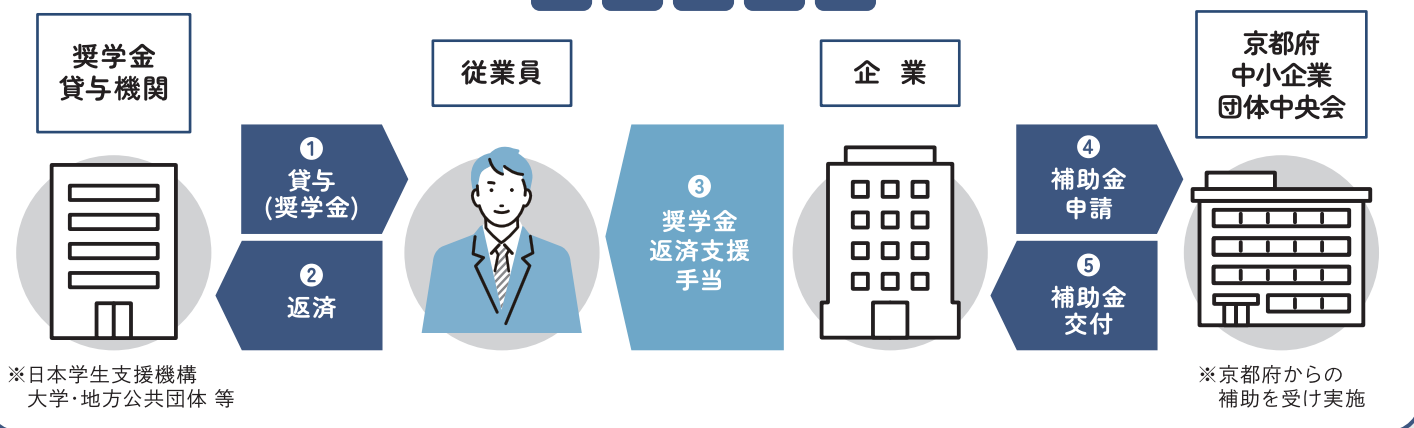 奨学金
貸与機関
従業員
企 業
京都府
中小企業
団体中央会
❶
貸与
(奨学金)
❷
返済
❸
奨学金
返済支援
手当
❹
補助金
申請
❺
補助金
交付
※日本学生支援機構
大学・地方公共団体 等
※京都府からの
補助を受け実施